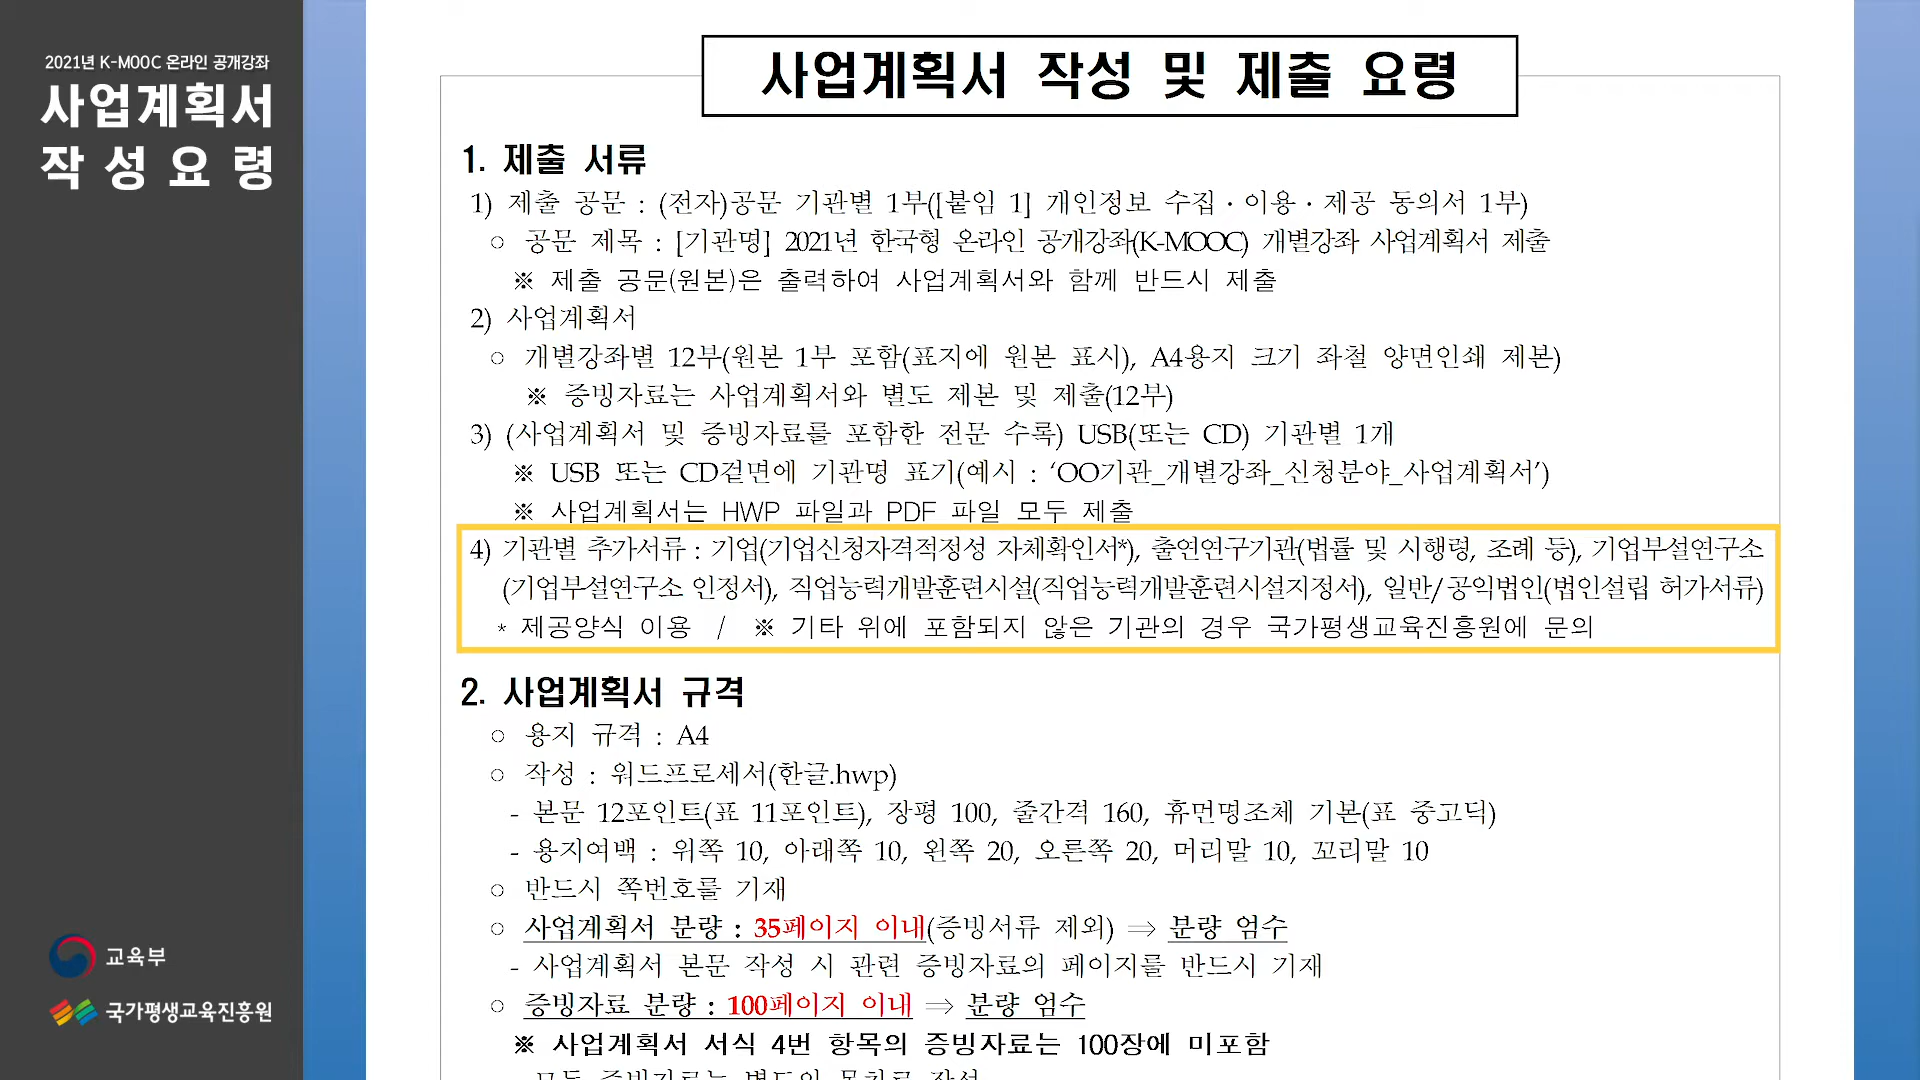 2021년 K-MOOC 온라인 공개강좌
사업계획서
작성요령
교육부
국가평생교육진흥원
사업계획서 작성 및 제출 요령
1. 제출 서류
1) 제출 공문 : (전자)공문 기관별 1부([붙임 1] 개인정보 수집·이용·제공 동의서 1부)
○ 공문 제목 : [기관명] 2021년 한국형 온라인 공개강좌(K-MOOC) 개별강좌 사업계획서 제출
※ 제출 공문(원본)은 출력하여 사업계획서와 함께 반드시 제출
2) 사업계획서
○ 개별강좌별 12부(원본 1부 포함(표지에 원본 표시), A4용지 크기 좌철 양면인쇄 제본)
※ 증빙자료는 사업계획서와 별도 제본 및 제출(12부)
3) (사업계획서 및 증빙자료를 포함한 전문 수록) USB(또는 CD) 기관별 1개
※ USB 또는 CD겉면에 기관명 표기(예시 : ‘OO기관_개별강좌_신청분야_사업계획서’)
※ 사업계획서는 HWP 파일과 PDF 파일 모두 제출
4) 기관별 추가서류 : 기업(기업신청자격적정성 자체확인서*), 출연연구기관(법률 및 시행령, 조례 등), 기업부설연구소
(기업부설연구소 인정서), 직업능력개발훈련시설(직업능력개발훈련시설지정서), 일반/공익법인(법인설립 허가서류)
* 제공양식 이용 / ※ 기타 위에 포함되지 않은 기관의 경우 국가평생교육진흥원에 문의
2. 사업계획서 규격
○ 용지 규격 : A4
○ 작성 : 워드프로세서(한글.hwp)
- 본문 12포인트(표 11포인트), 장평 100, 줄간격 160, 휴먼명조체 기본(표 중고딕)
- 용지여백 : 위쪽 10, 아래쪽 10, 왼쪽 20, 오른쪽 20, 머리말 10, 꼬리말 10
○ 반드시 쪽번호를 기재
○ 사업계획서 분량 : 35페이지 이내(증빙서류 제외) ⇒ 분량 엄수
- 사업계획서 본문 작성 시 관련 증빙자료의 페이지를 반드시 기재
○ 증빙자료 분량 : 100페이지 이내 ⇒ 분량 엄수
※ 사업계획서 서식 4번 항목의 증빙자료는 100장에 미포함